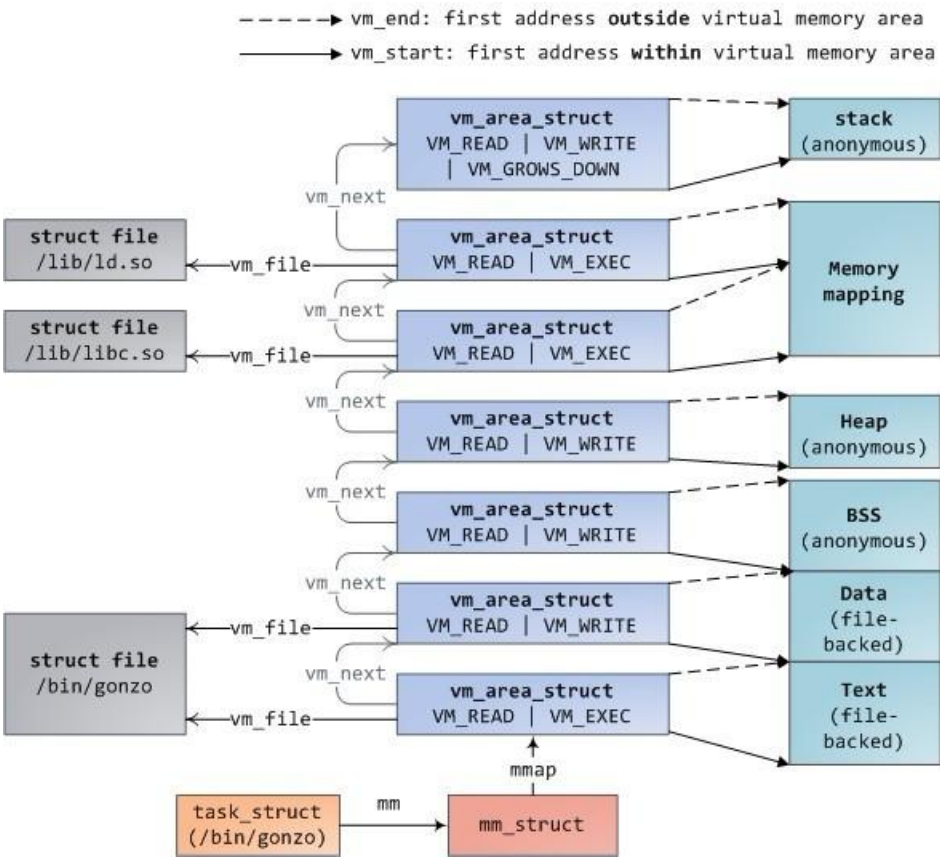 vm_end: first address outside virtual memory area
vm_start: first address within virtual memory area
vm_area_struct
VM_READ | VM_WRITE
| VM_GROWS_DOWN
stack
(anonymous)
vm_next
struct file
/lib/ld.so
vm_file
vm_area_struct
VM_READ | VM_EXEC
Memory
mapping
vm_next
struct file
/lib/libc.so
vm_file
vm_area_struct
VM_READ | VM_EXEC
vm_next
vm_area_struct
VM_READ | VM_WRITE
Heap
(anonymous)
vm_next
vm_area_struct
VM_READ | VM_WRITE
BSS
(anonymous)
vm_next
vm_file
vm_area_struct
VM_READ | VM_WRITE
Data
(file-
backed)
struct file
/bin/gonzo
vm_next
vm_file
vm_area_struct
VM_READ | VM_EXEC
Text
(file-
backed)
mmap
task_struct
(/bin/gonzo)
mm
mm_struct